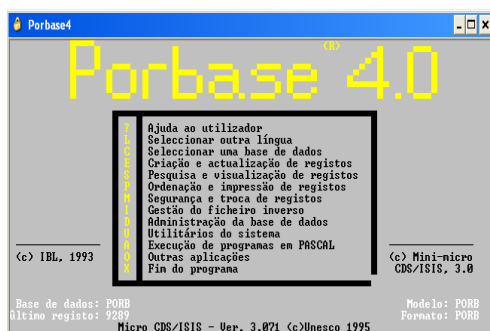 Porbase4
Porbase 4.0
(R)
? Ajuda ao utilizador
L Seleccionar outra língua
C Seleccionar uma base de dados
E Criação e actualização de registos
S Pesquisa e visualização de registos
P Ordenação e impressão de registos
M Segurança e troca de registos
I Gestão do ficheiro inverso
D Administração da base de dados
U Utilitários do sistema
A Execução de programas em PASCAL
O Outras aplicações
X Fim do programa
(c) IBL, 1993
(c) Mini-micro
CDS/ISIS, 3.0
Base de dados: PORB
Último registo: 9289
Modelo: PORB
Formato: PORB
Micro CDS/ISIS - Ver. 3.071 (c)Unesco 1995